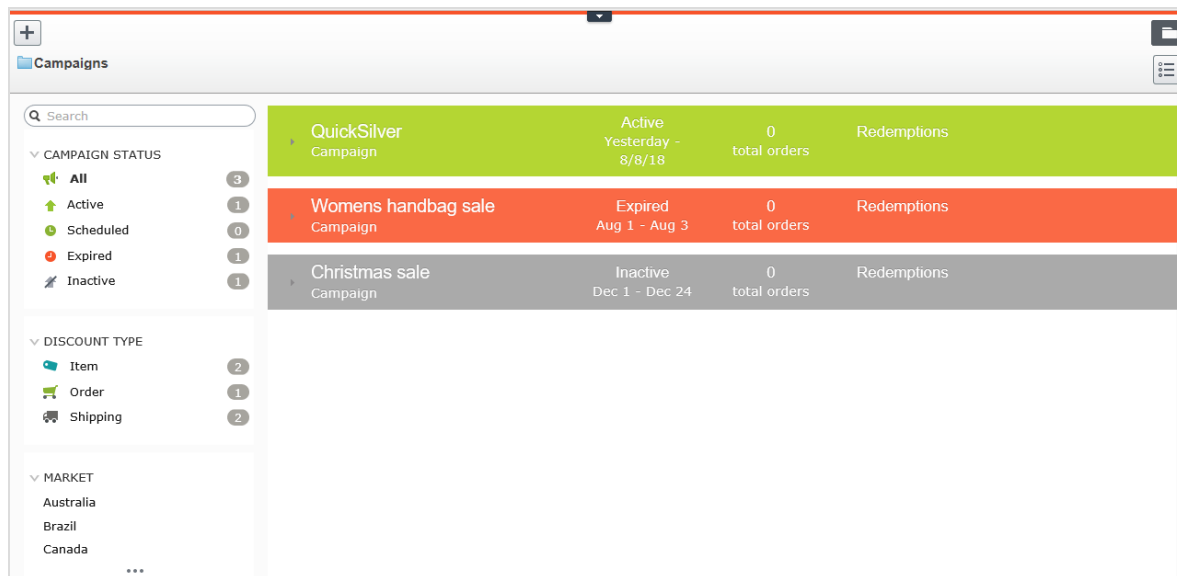 Campaigns
Search
CAMPAIGN STATUS
All 3
Active 1
Scheduled 0
Expired 1
Inactive 1
DISCOUNT TYPE
Item 2
Order 1
Shipping 2
MARKET
Australia
Brazil
Canada
QuickSilver
Campaign
Active
Yesterday -
8/8/18
0
total orders
Redemptions
Womens handbag sale
Campaign
Expired
Aug 1 - Aug 3
0
total orders
Redemptions
Christmas sale
Campaign
Inactive
Dec 1 - Dec 24
0
total orders
Redemptions